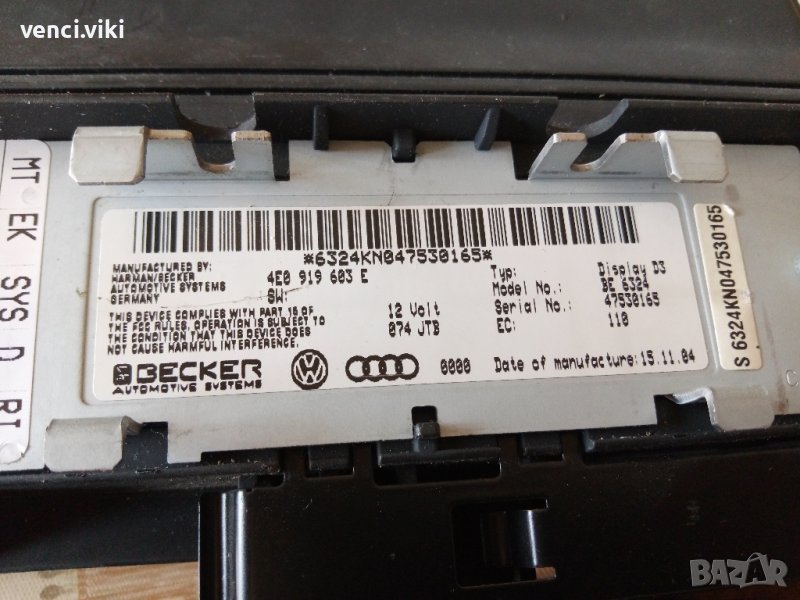 venci.viki
MT
EK
SYS
*6324KN047530165*
MANUFACTURED BY:
HARMAN/BECKER
AUTOMOTIVE SYSTEMS
GERMANY
4E0 919 603 E
SW:
Typ: Display D3
Model No.: BE 6324
Serial No.: 47530165
EC: 110
THIS DEVICE COMPLIES WITH PART 15 OF
THE FCC RULES, OPERATION IS SUBJECT TO
THE CONDITION THAT THIS DEVICE DOES
NOT CAUSE HARMFUL INTERFERENCE.
12 Volt
074 JTB
BECKER
AUTOMOTIVE SYSTEMS
0000
Date of manufacture:15.11.04
S 6324KN047530165
BAZAR